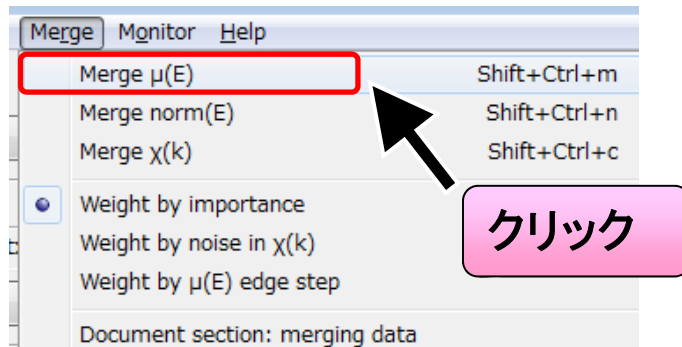 Merge Monitor Help
Merge μ(E) Shift+Ctrl+m
Merge norm(E) Shift+Ctrl+n
Merge χ(k) Shift+Ctrl+c
Weight by importance
Weight by noise in χ(k)
クリック
Weight by μ(E) edge step
Document section: merging data